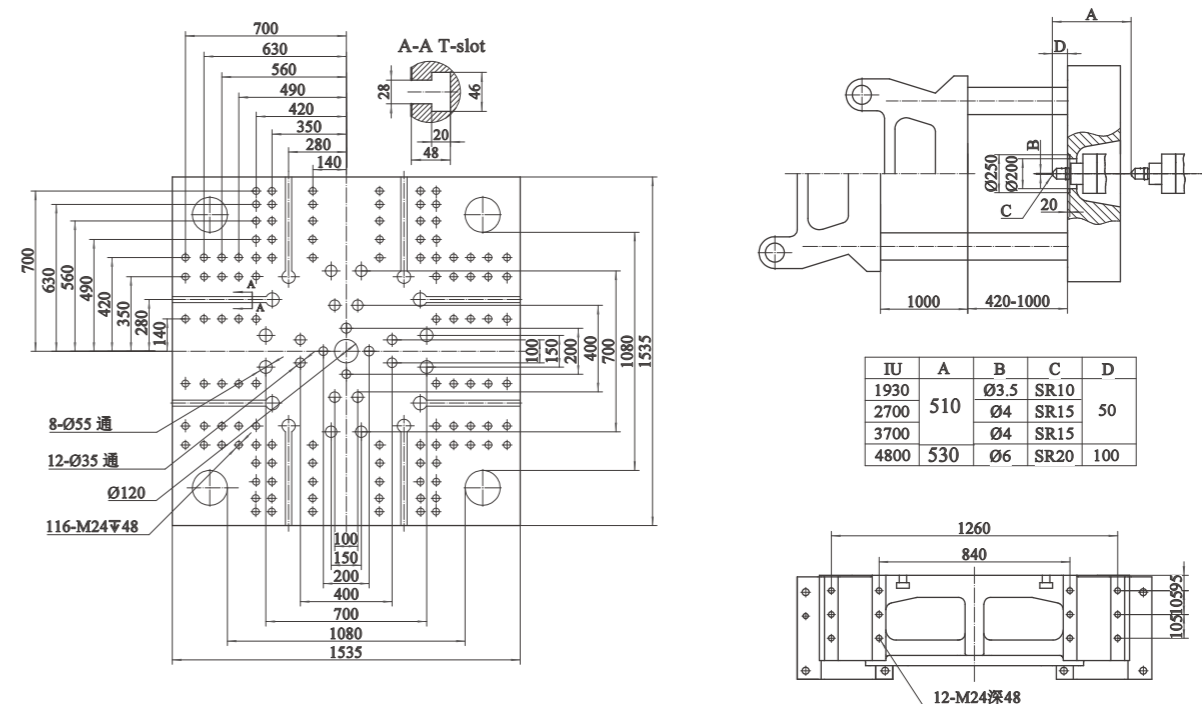 700
630
560
490
420
350
280
140
A-A T-slot
28
46
20
48
700
630
560
490
420
350
280
140
A
A
100
150
200
400
700
1080
1535
8-Ø55 通
12-Ø35 通
Ø120
116-M24↧48
100
150
200
400
700
1080
1535
A
D
B
Ø250
Ø200
C
20
1000
420-1000
IU A B C D
1930 510 Ø3.5 SR10 50
2700 Ø4 SR15
3700 Ø4 SR15
4800 530 Ø6 SR20 100
1260
840
95
105
105
12-M24深48